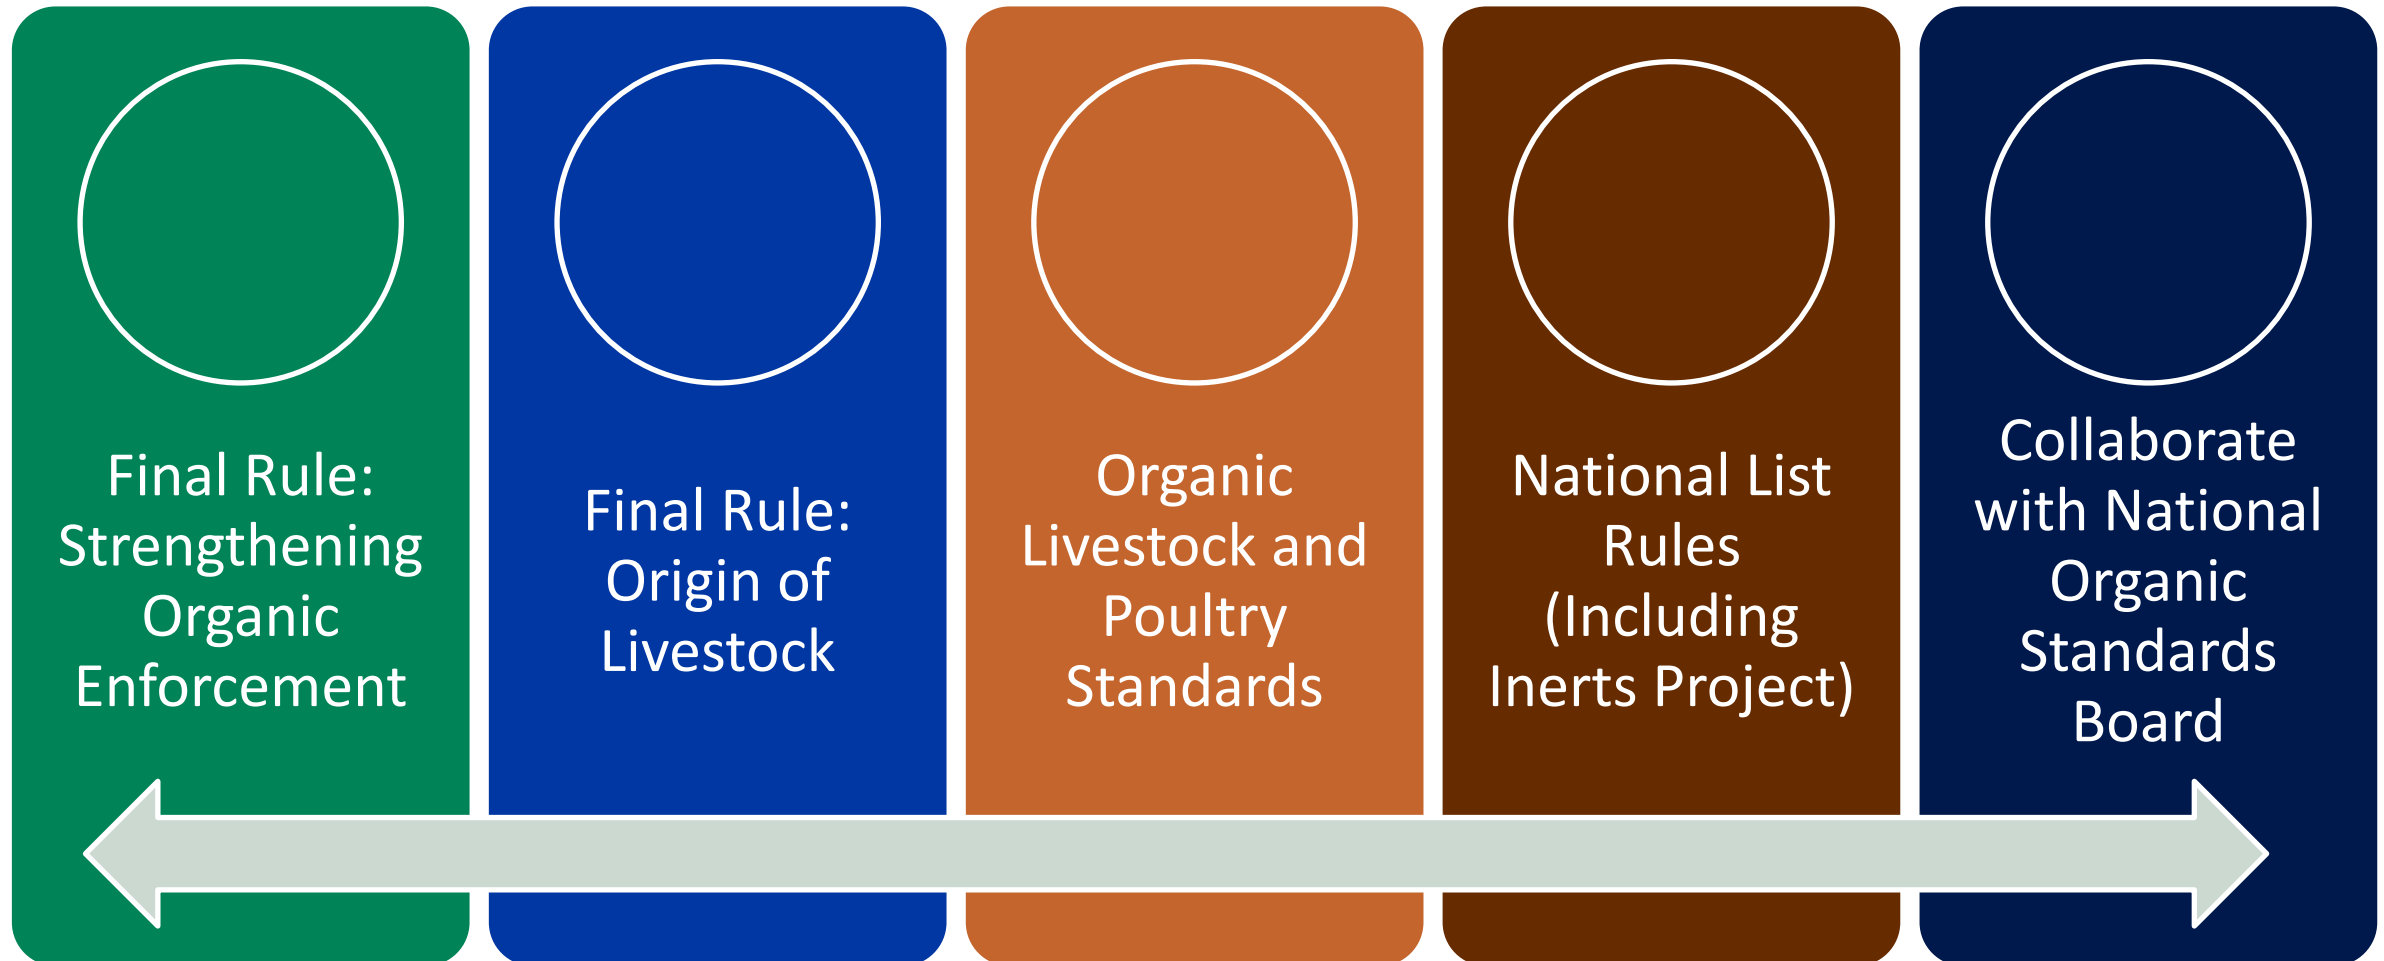 Final Rule:
Strengthening
Organic
Enforcement
Final Rule:
Origin of
Livestock
Organic
Livestock and
Poultry
Standards
National List
Rules
(Including
Inerts Project)
Collaborate
with National
Organic
Standards
Board